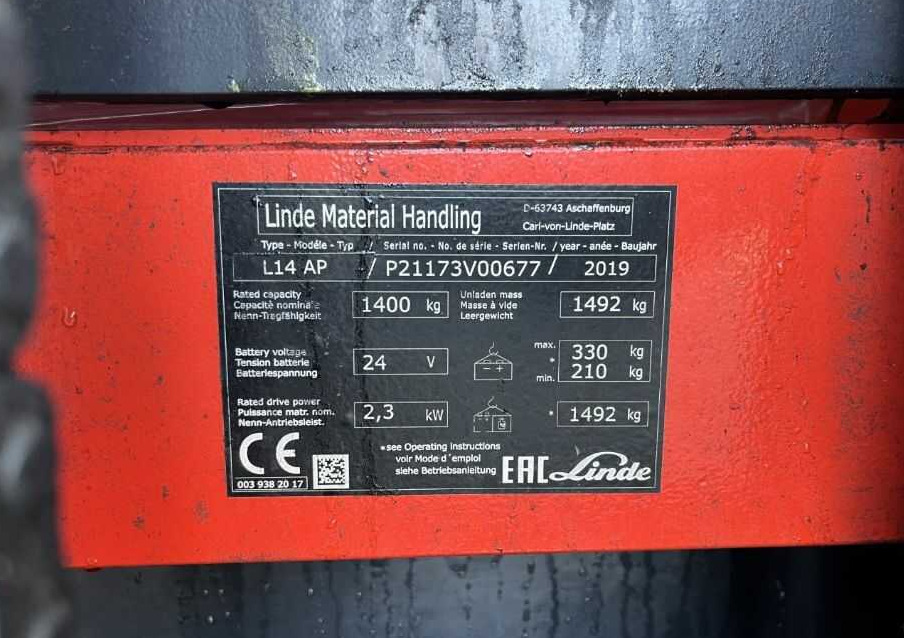 Linde Material Handling
D-63743 Aschaffenburg
Carl-von-Linde-Platz
Type - Modéle - Typ / Serial no. - No. de série - Serien-Nr. / year - anée - Baujahr
L14 AP / P21173V00677 / 2019
Rated capacity
Capacité nominale
Nenn-Tragfähigkeit
1400 kg
Unladen mass
Masse à vide
Leergewicht
1492 kg
Battery voltage
Tension batterie
Batteriespannung
24 V
- +
max. 330 kg
*
min. 210 kg
Rated drive power
Puissance matr. nom.
Nenn-Antriebsleist.
2,3 kW
* 1492 kg
*see Operating Instructions
voir Mode d´emploi
siehe Betriebsanleitung
CE
003 938 20 17
EAC Linde